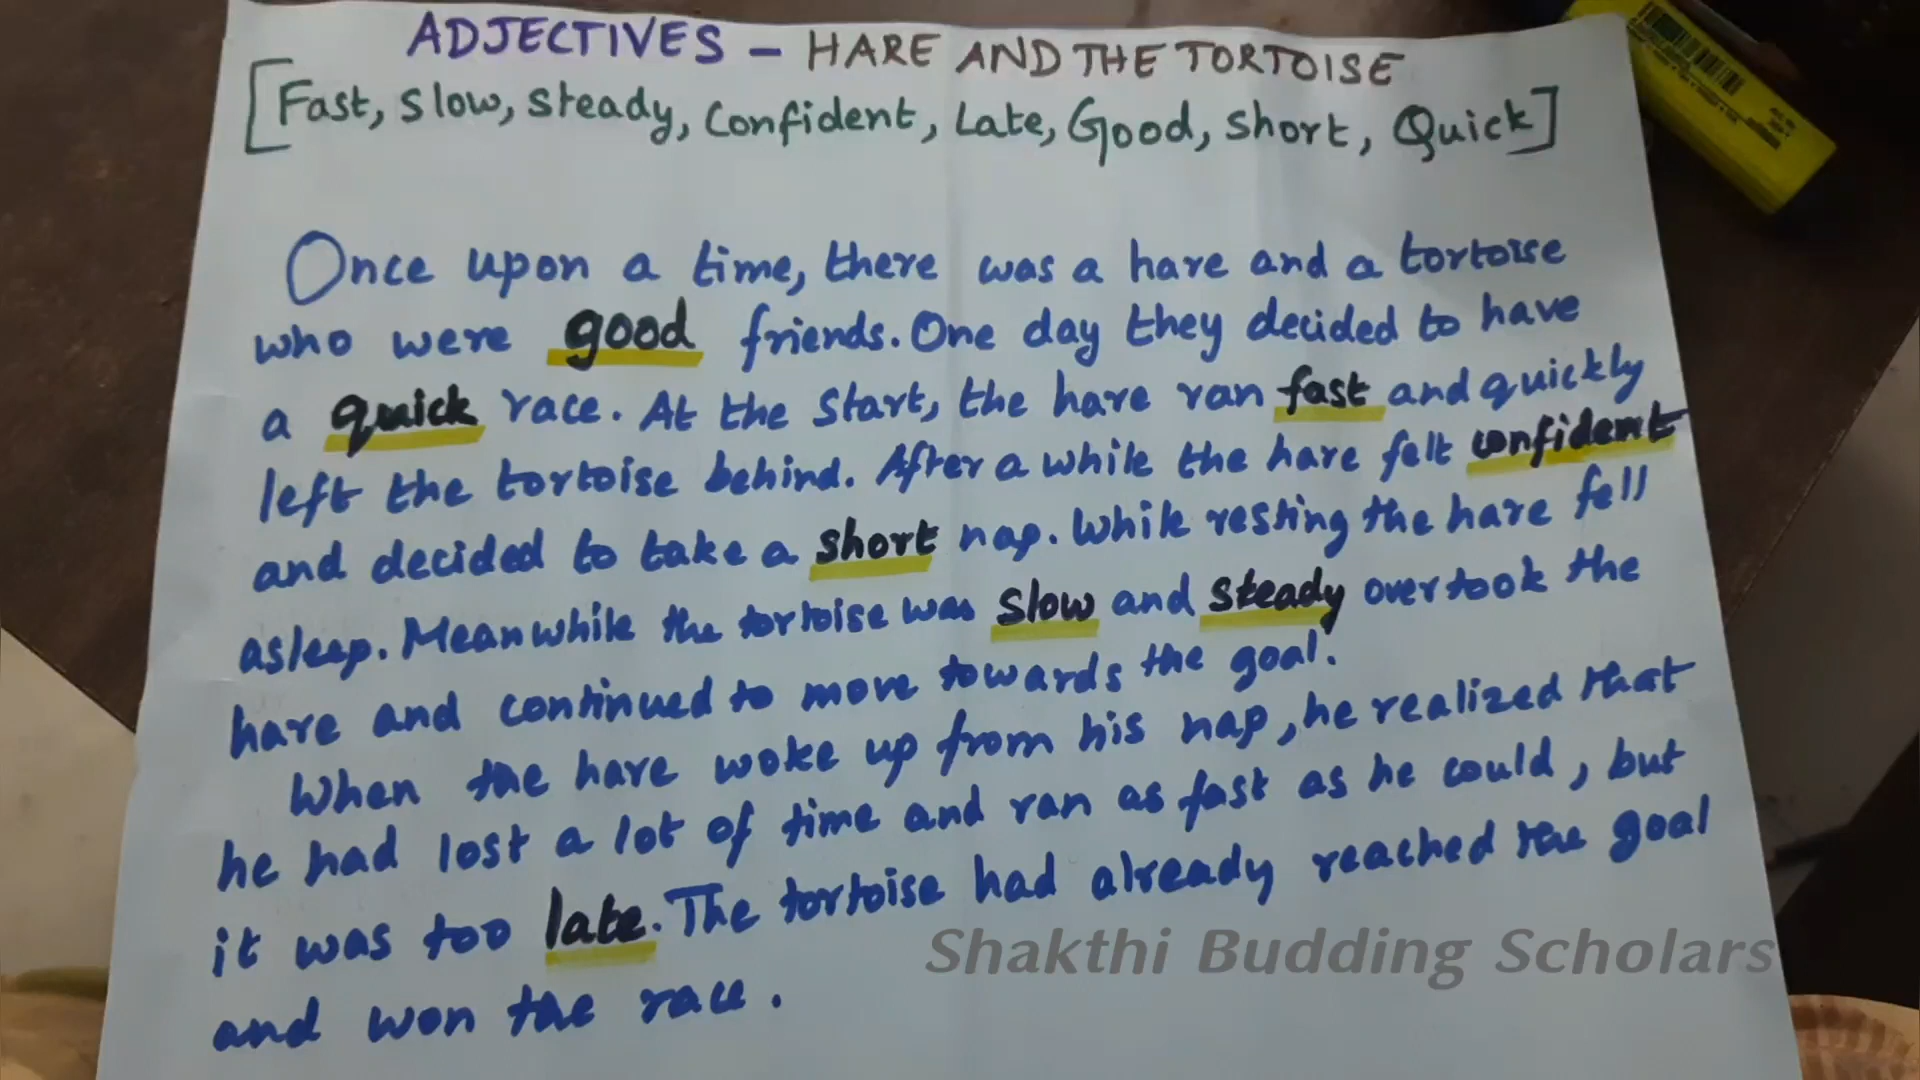 ADJECTIVES - HARE AND THE TORTOISE
[Fast, Slow, Steady, Confident, Late, Good, Short, Quick]
Once upon a time, there was a hare and a tortoise
who were good friends. One day they decided to have
a quick race. At the Start, the hare ran fast and quickly
left the tortoise behind. After a while the hare felt confident
and decided to take a short nap. While resting the hare fell
asleep. Meanwhile the tortoise was slow and steady overtook the
hare and continued to move towards the goal.
When the hare woke up from his nap, he realized that
he had lost a lot of time and ran as fast as he could, but
it was too late. The tortoise had already reached the goal
and won the race.
Shakthi Budding Scholars